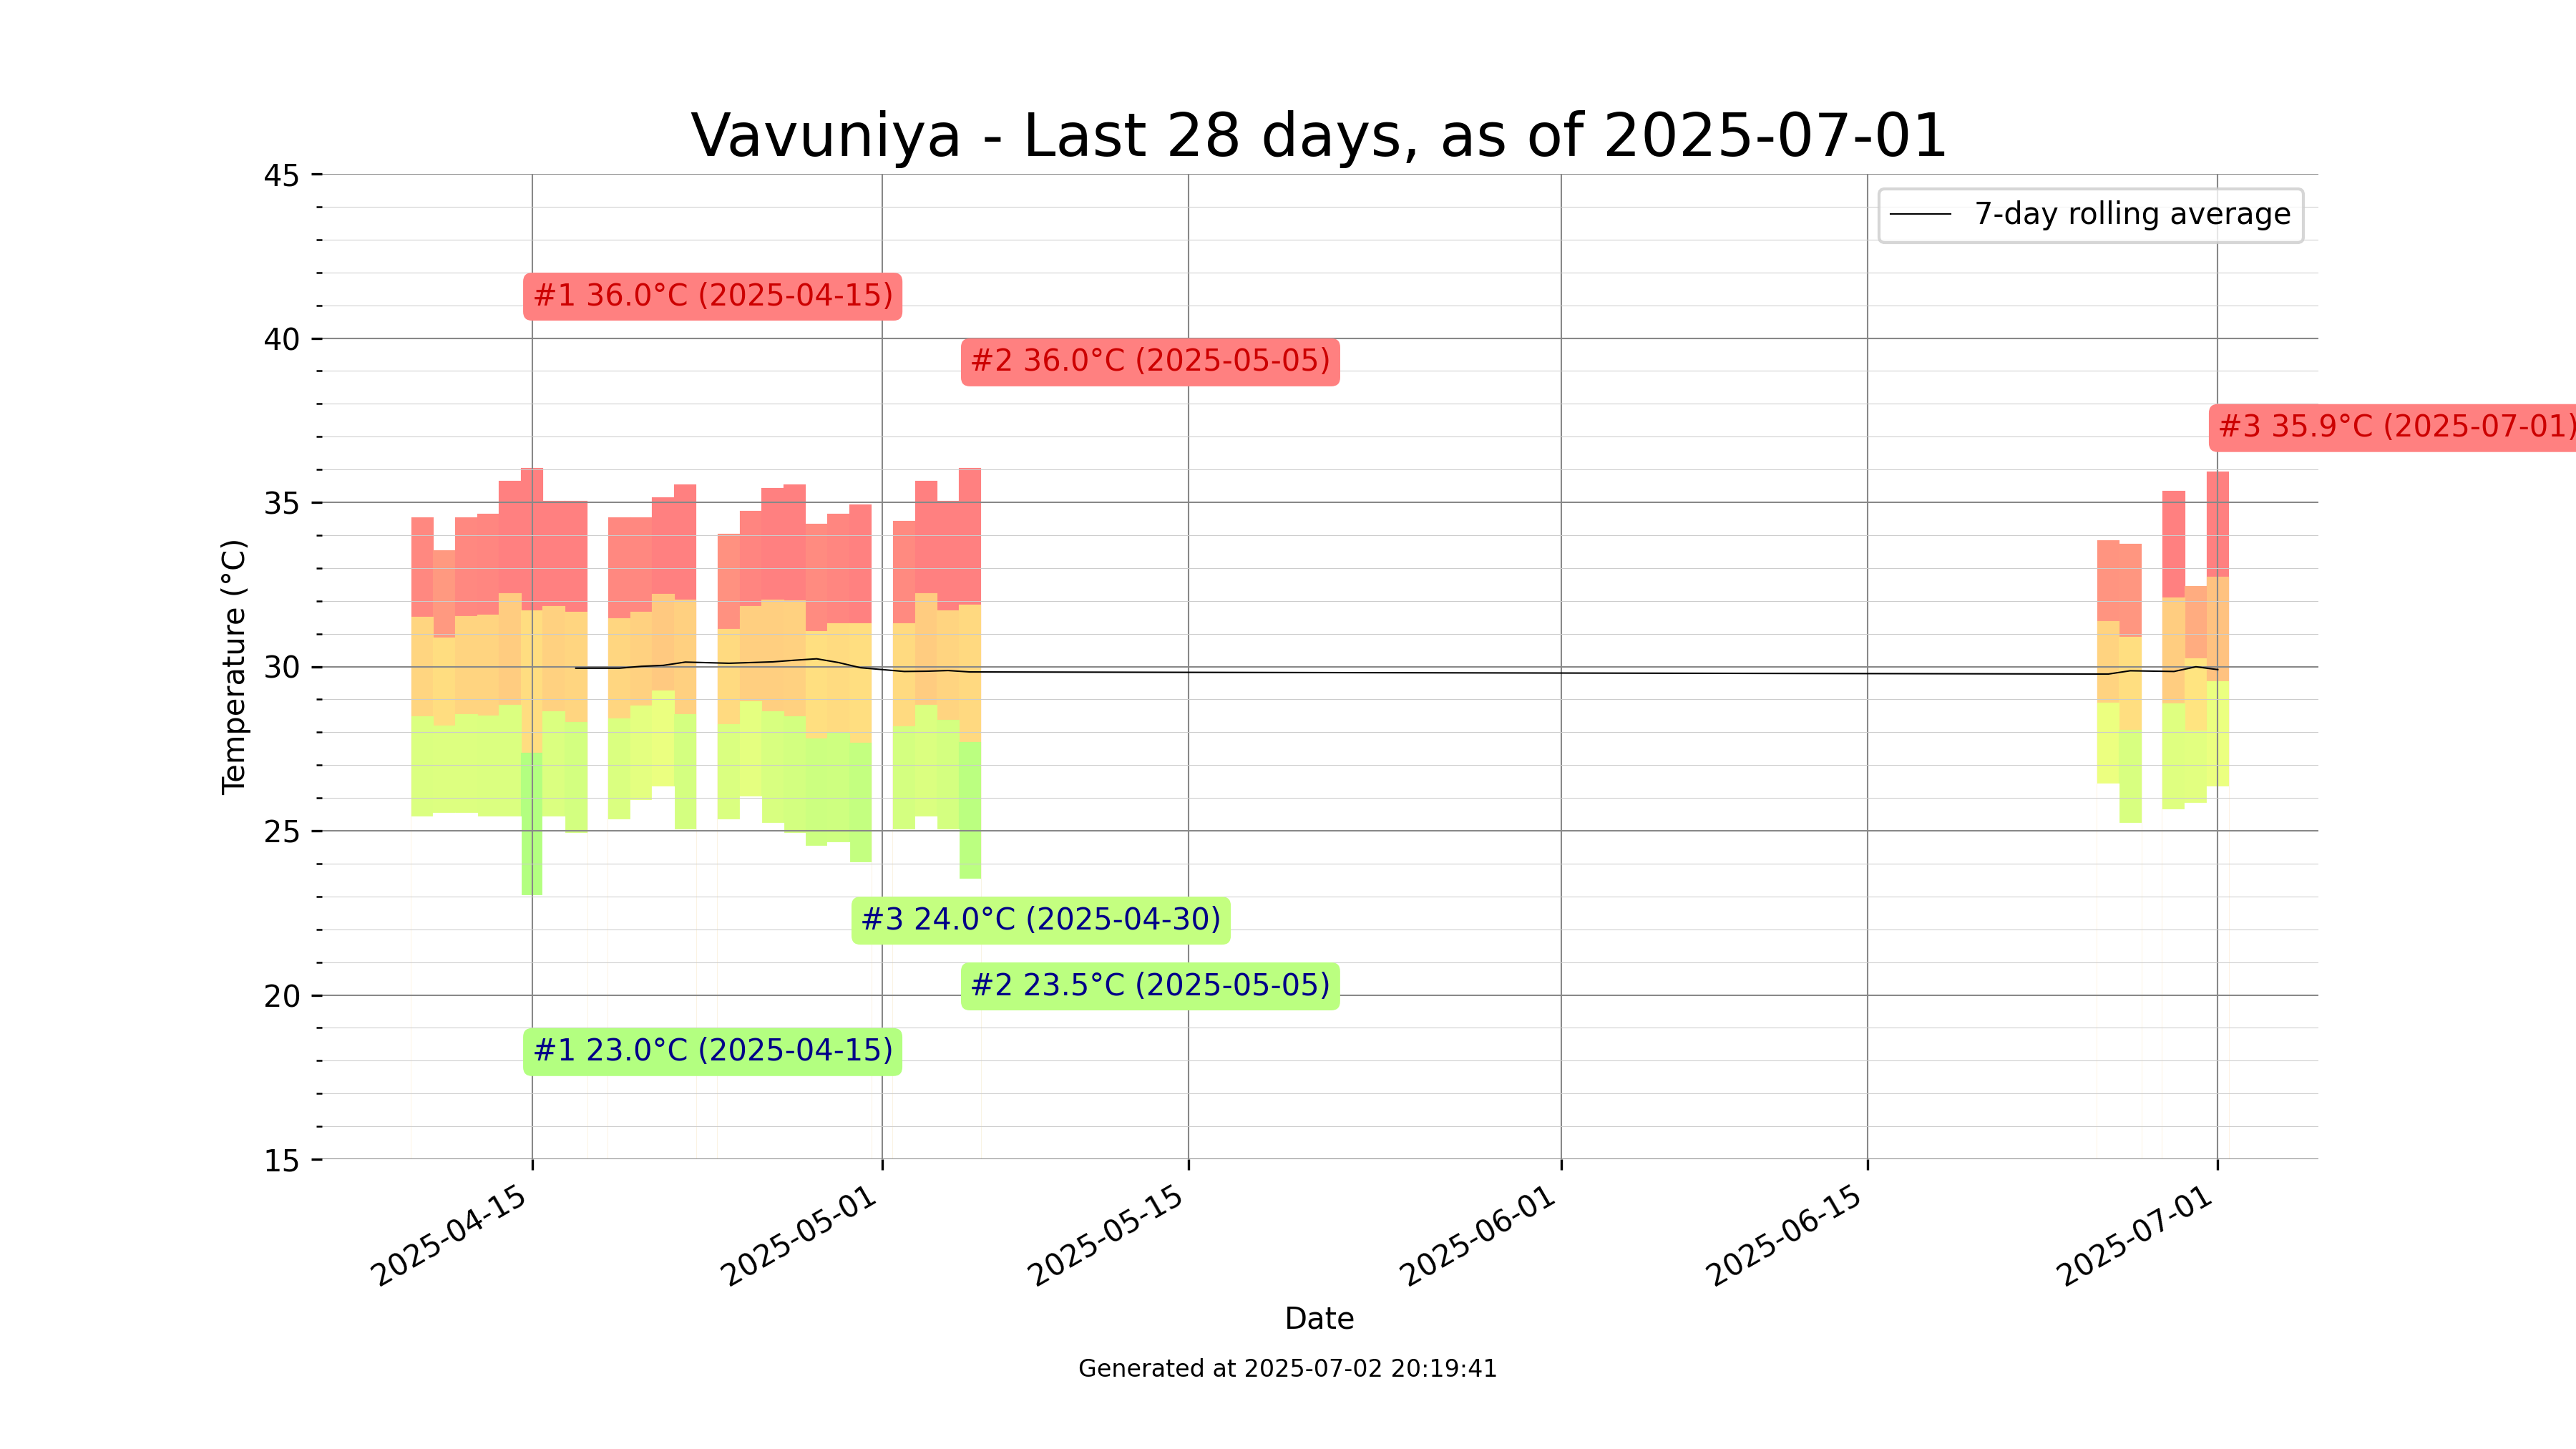 Vavuniya - Last 28 days, as of 2025-07-01
45
7-day rolling average
#1 36.0°C (2025-04-15)
40
#2 36.0°C (2025-05-05)
#3 35.9°C (2025-07-01)
35
30
Temperature (°C)
25
#3 24.0°C (2025-04-30)
20
#2 23.5°C (2025-05-05)
#1 23.0°C (2025-04-15)
15
2025-04-15
2025-05-01
2025-05-15
2025-06-01
2025-06-15
2025-07-01
Date
Generated at 2025-07-02 20:19:41